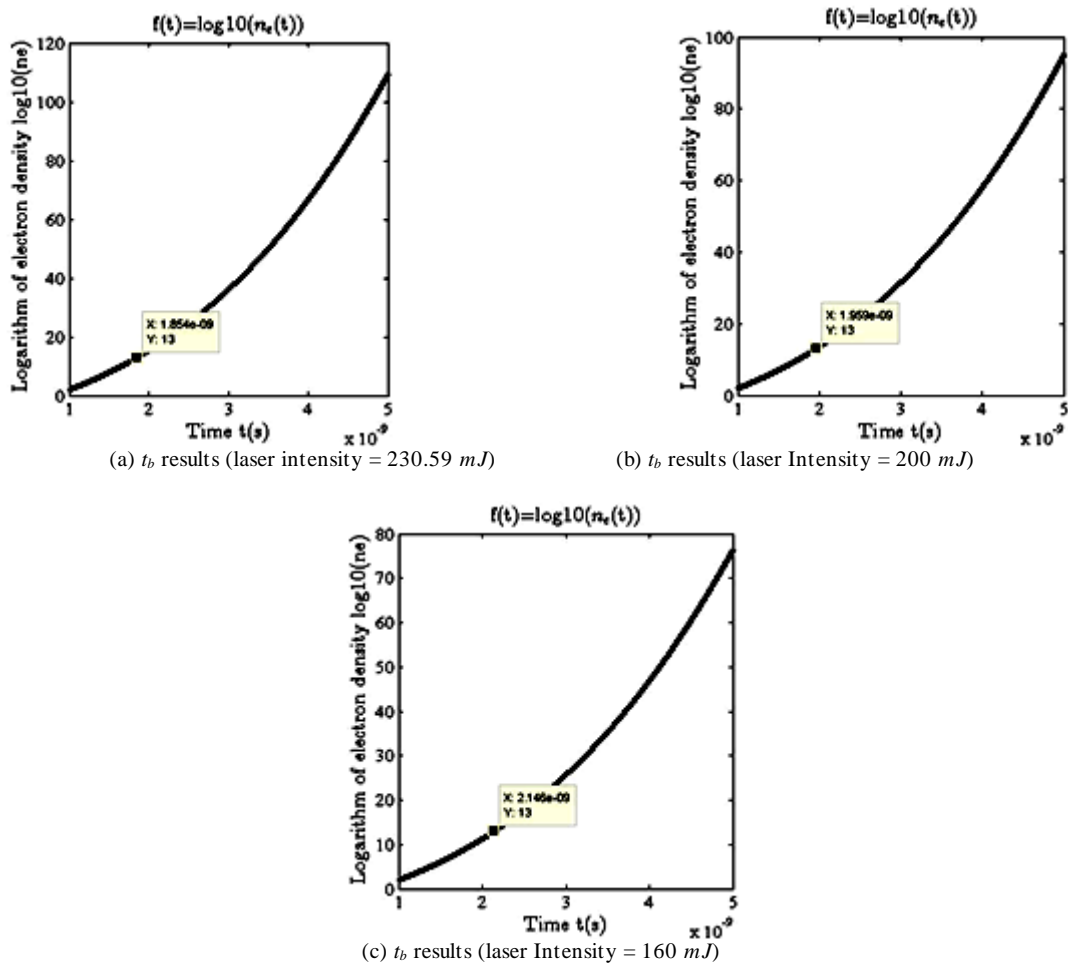 f(t)=log10(nₑ(t))
Logarithm of electron density log10(ne)
120
100
80
60
40
20
0
X: 1.854e-09
Y: 13
1 2 3 4 5
Time t(s)
x 10⁻⁹
(a) t_b results (laser intensity = 230.59 mJ)
f(t)=log10(nₑ(t))
Logarithm of electron density log10(ne)
100
80
60
40
20
0
X: 1.959e-09
Y: 13
1 2 3 4 5
Time t(s)
x 10⁻⁹
(b) t_b results (laser Intensity = 200 mJ)
f(t)=log10(nₑ(t))
Logarithm of electron density log10(ne)
80
70
60
50
40
30
20
10
0
X: 2.146e-09
Y: 13
1 2 3 4 5
Time t(s)
x 10⁻⁹
(c) t_b results (laser Intensity = 160 mJ)